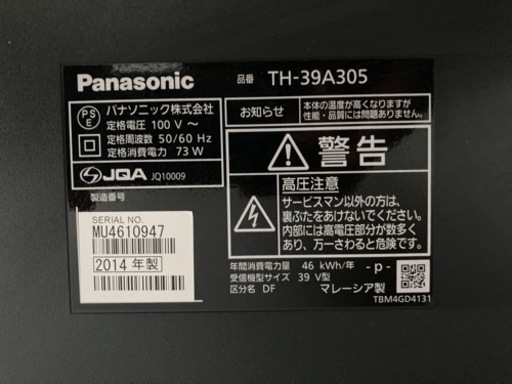 Panasonic 品番 TH-39A305
PS
E
パナソニック株式会社
定格電圧 100 V ～
定格周波数 50/60 Hz
定格消費電力 73 W
お知らせ
本体の温度が高くなりますが
性能・品質には問題ありません。
JQA JQ10009
製造番号
SERIAL NO.
MU4610947
2014 年製
警告
高圧注意
サービスマン以外の方は、
裏ぶたをあけないでください。
内部には高電圧部分が数多く
あり、万一さわると危険です。
年間消費電力量 46 kWh/年
受信機型サイズ 39 V型
区分名 DF
-p-
マレーシア製
TBM4GD4131